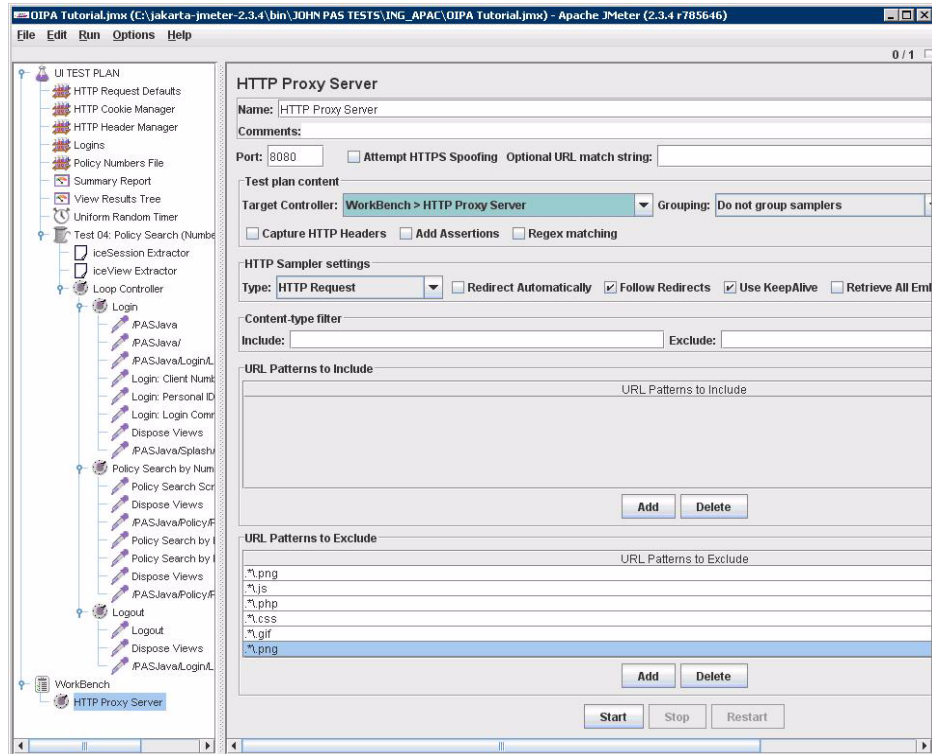 OIPA Tutorial.jmx (C:\jakarta-jmeter-2.3.4\bin\JOHN PAS TESTS\ING_APAC\OIPA Tutorial.jmx) - Apache JMeter (2.3.4 r785646)
File Edit Run Options Help
0 / 1
UI TEST PLAN
HTTP Request Defaults
HTTP Cookie Manager
HTTP Header Manager
Logins
Policy Numbers File
Summary Report
View Results Tree
Uniform Random Timer
Test 04: Policy Search (Numbe
iceSession Extractor
iceView Extractor
Loop Controller
Login
/PASJava
/PASJava/
/PASJava/Login/L
Login: Client Numb
Login: Personal ID
Login: Login Comr
Dispose Views
/PASJava/Splash/
Policy Search by Num
Policy Search Scr
Dispose Views
/PASJava/Policy/F
Policy Search by I
Policy Search by I
Dispose Views
/PASJava/Policy/F
Logout
Logout
Dispose Views
/PASJava/Login/L
WorkBench
HTTP Proxy Server
HTTP Proxy Server
Name: HTTP Proxy Server
Comments:
Port: 8080 Attempt HTTPS Spoofing Optional URL match string:
Test plan content
Target Controller: WorkBench > HTTP Proxy Server Grouping: Do not group samplers
Capture HTTP Headers Add Assertions Regex matching
HTTP Sampler settings
Type: HTTP Request Redirect Automatically Follow Redirects Use KeepAlive Retrieve All Eml
Content-type filter
Include: Exclude:
URL Patterns to Include
URL Patterns to Include
Add Delete
URL Patterns to Exclude
URL Patterns to Exclude
.*\.png
.*\.js
.*\.php
.*\.css
.*\.gif
.*\.png
Add Delete
Start Stop Restart